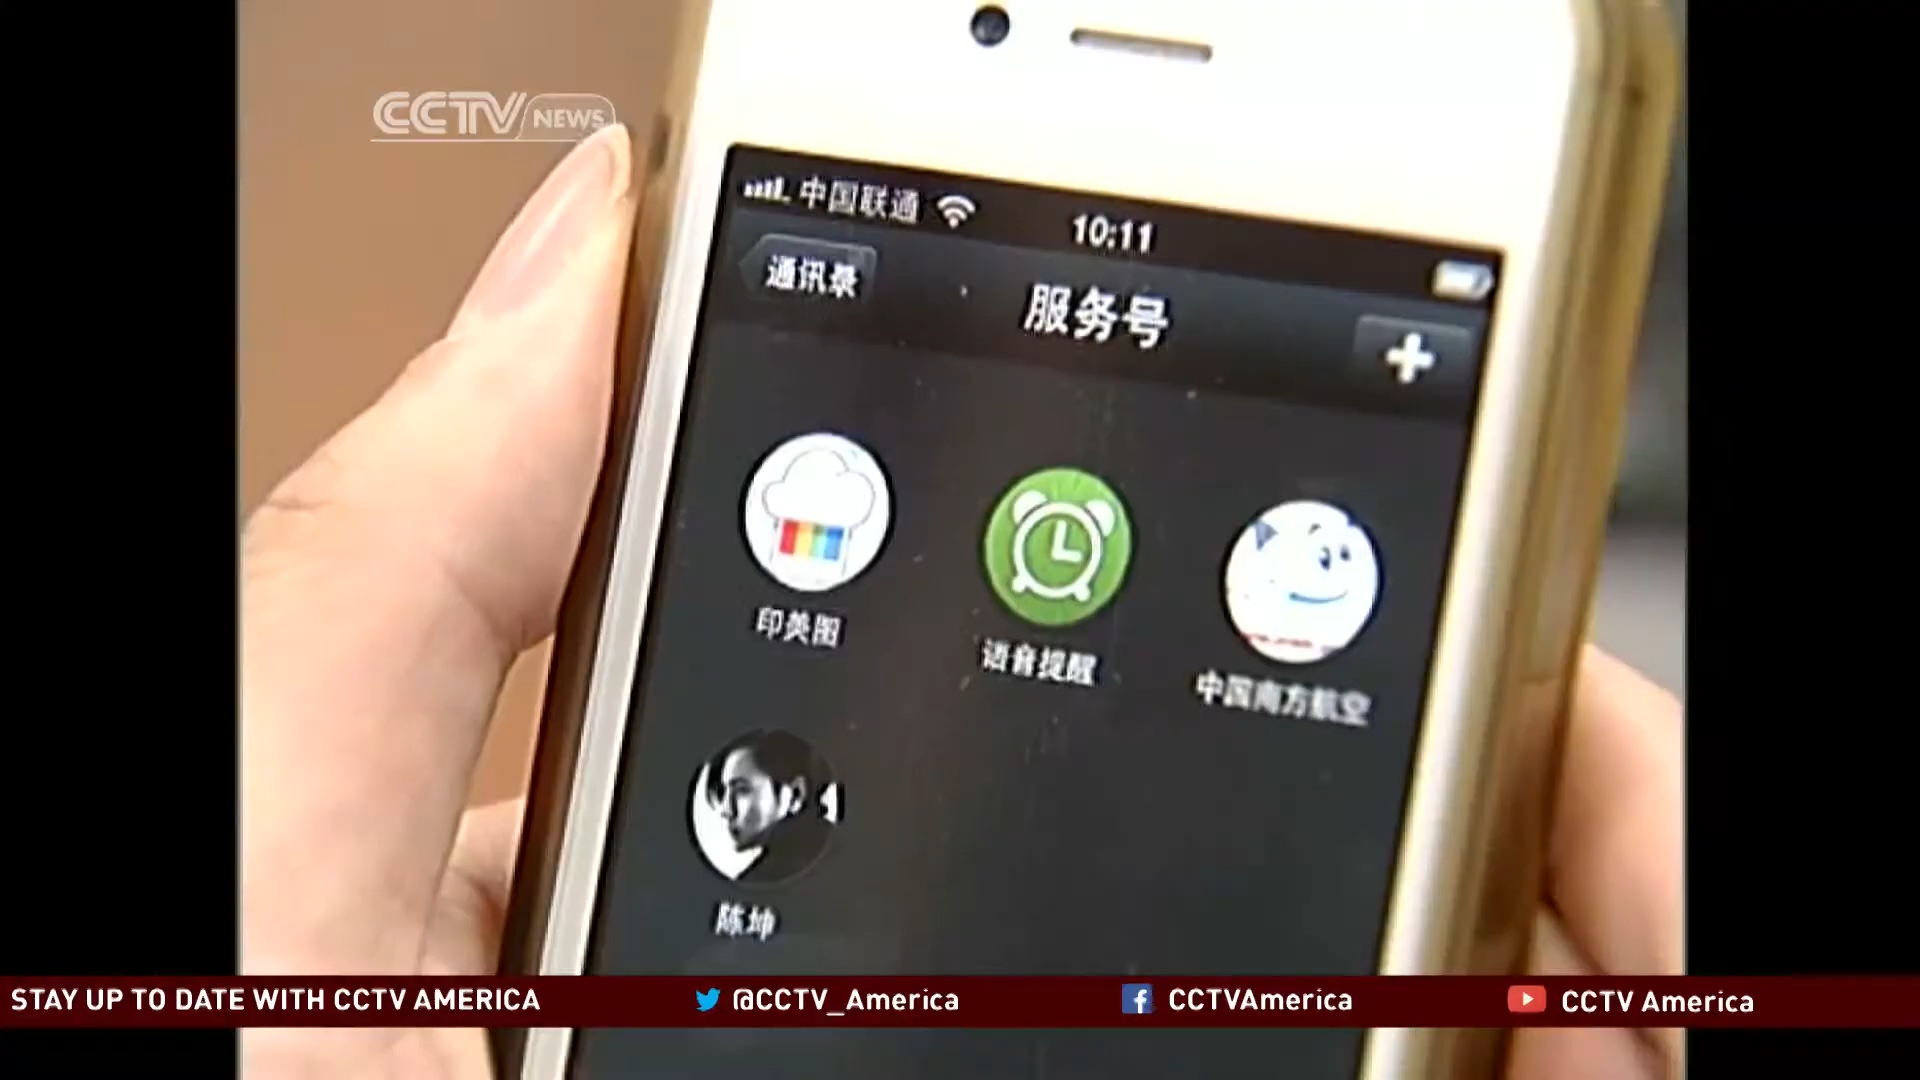 CCTV NEWS
中国联通 10:11
通讯录 服务号
印美图 语音提醒 中国南方航空
陈坤
STAY UP TO DATE WITH CCTV AMERICA @CCTV_America CCTVAmerica CCTV America